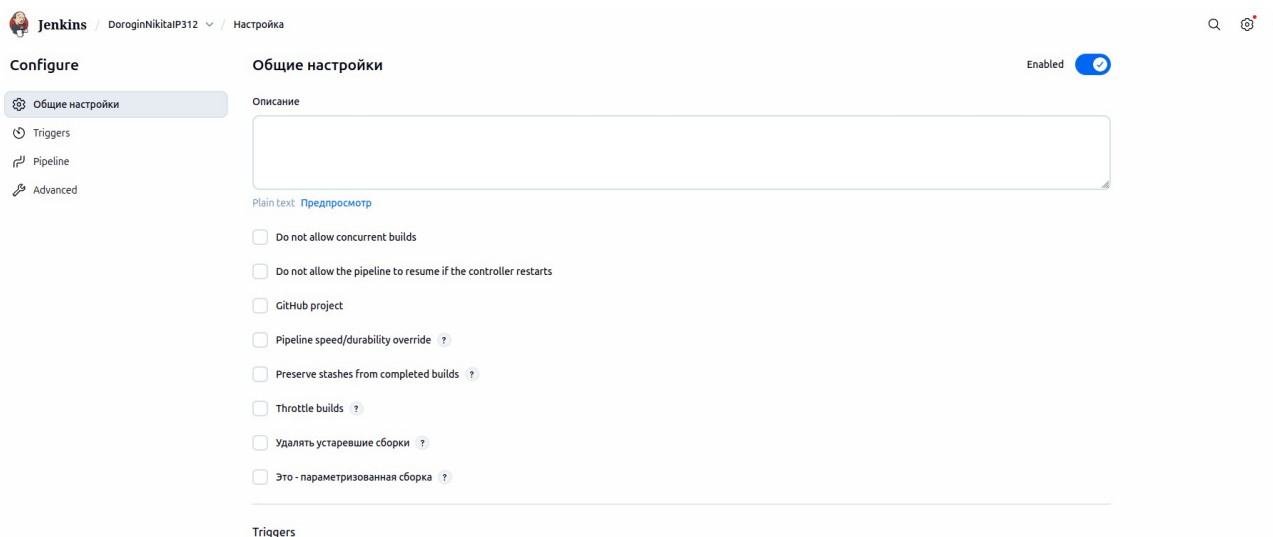 Jenkins / DoroginNikitaIP312 / Настройка
Configure
Общие настройки
Triggers
Pipeline
Advanced
Общие настройки
Enabled
Описание
Plain text Предпросмотр
Do not allow concurrent builds
Do not allow the pipeline to resume if the controller restarts
GitHub project
Pipeline speed/durability override ?
Preserve stashes from completed builds ?
Throttle builds ?
Удалять устаревшие сборки ?
Это - параметризованная сборка ?
Triggers